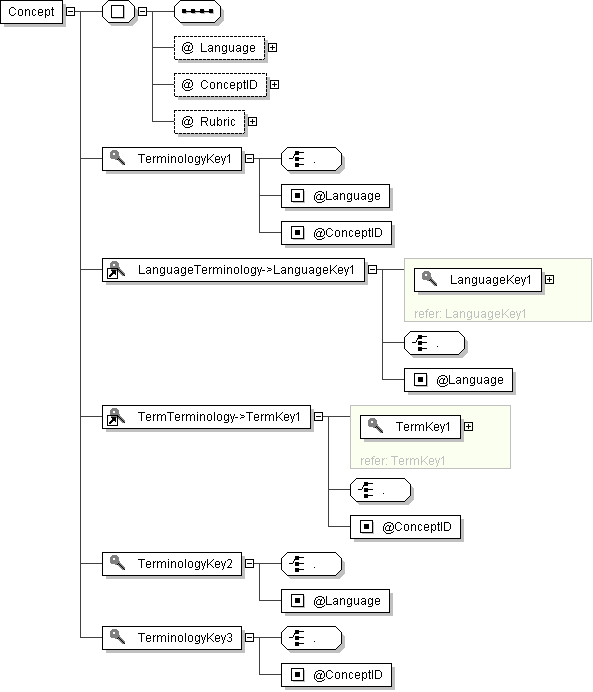 Concept
@ Language
@ ConceptID
@ Rubric
TerminologyKey1
.
@Language
@ConceptID
LanguageTerminology->LanguageKey1
LanguageKey1
refer: LanguageKey1
.
@Language
TermTerminology->TermKey1
TermKey1
refer: TermKey1
.
@ConceptID
TerminologyKey2
.
@Language
TerminologyKey3
.
@ConceptID